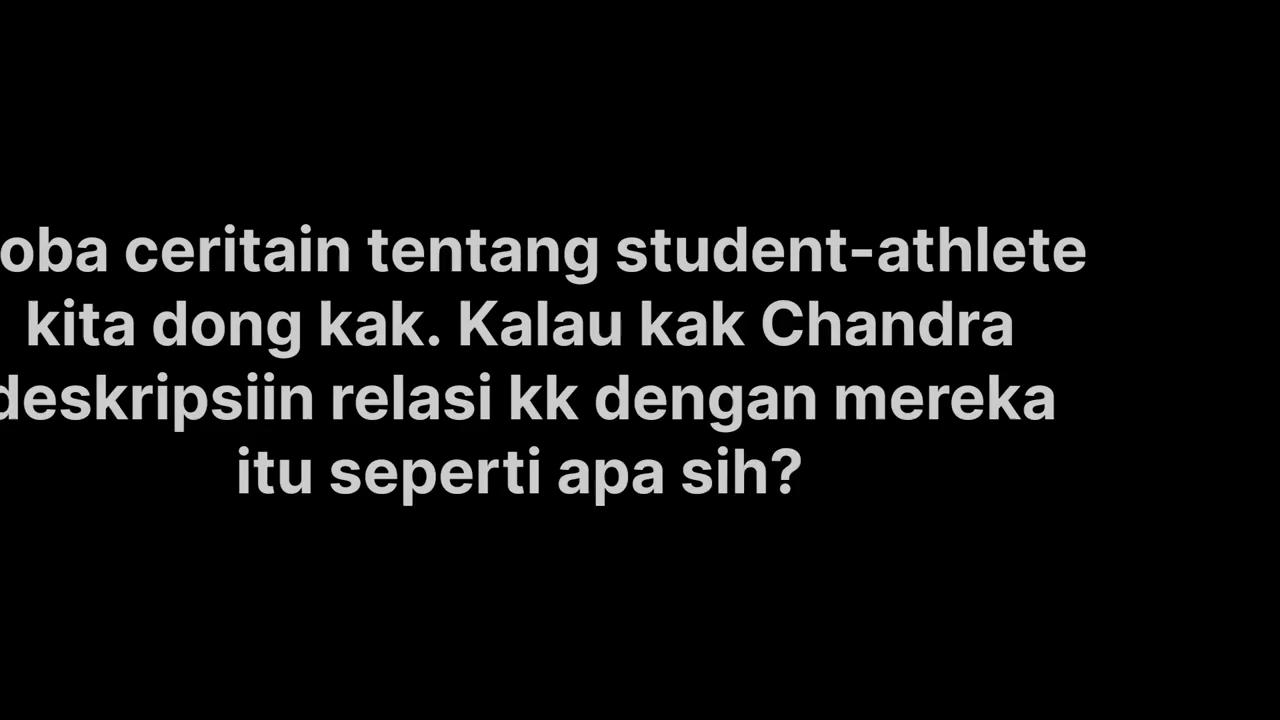 oba ceritain tentang student-athlete
kita dong kak. Kalau kak Chandra
deskripsiin relasi kk dengan mereka
itu seperti apa sih?